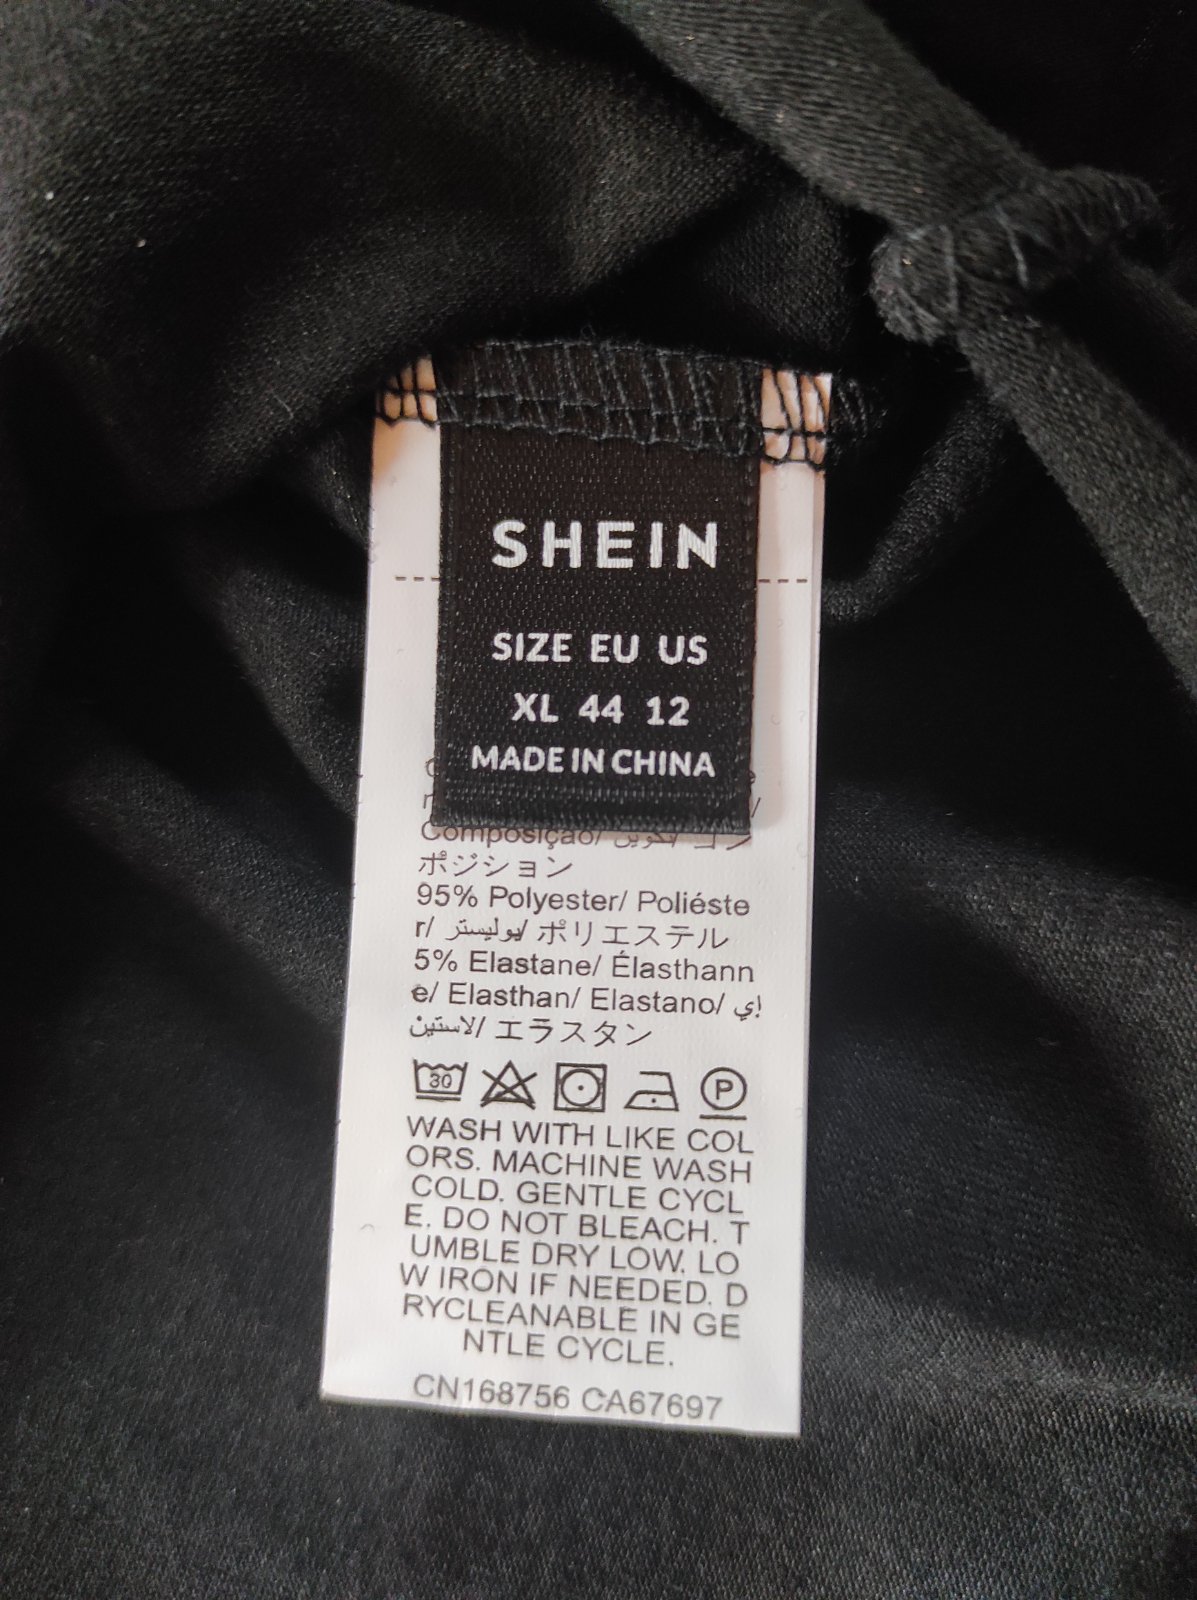 SHEIN
SIZE EU US
XL 44 12
MADE IN CHINA
Composição/ تكوين/ コン
ポジション
95% Polyester/ Poliéste
r/ بوليستر/ ポリエステル
5% Elastane/ Élasthann
e/ Elasthan/ Elastano/ إي
لاستين/ エラスタン
30 P
WASH WITH LIKE COL
ORS. MACHINE WASH
COLD. GENTLE CYCL
E. DO NOT BLEACH. T
UMBLE DRY LOW. LO
W IRON IF NEEDED. D
RYCLEANABLE IN GE
NTLE CYCLE.
CN168756 CA67697